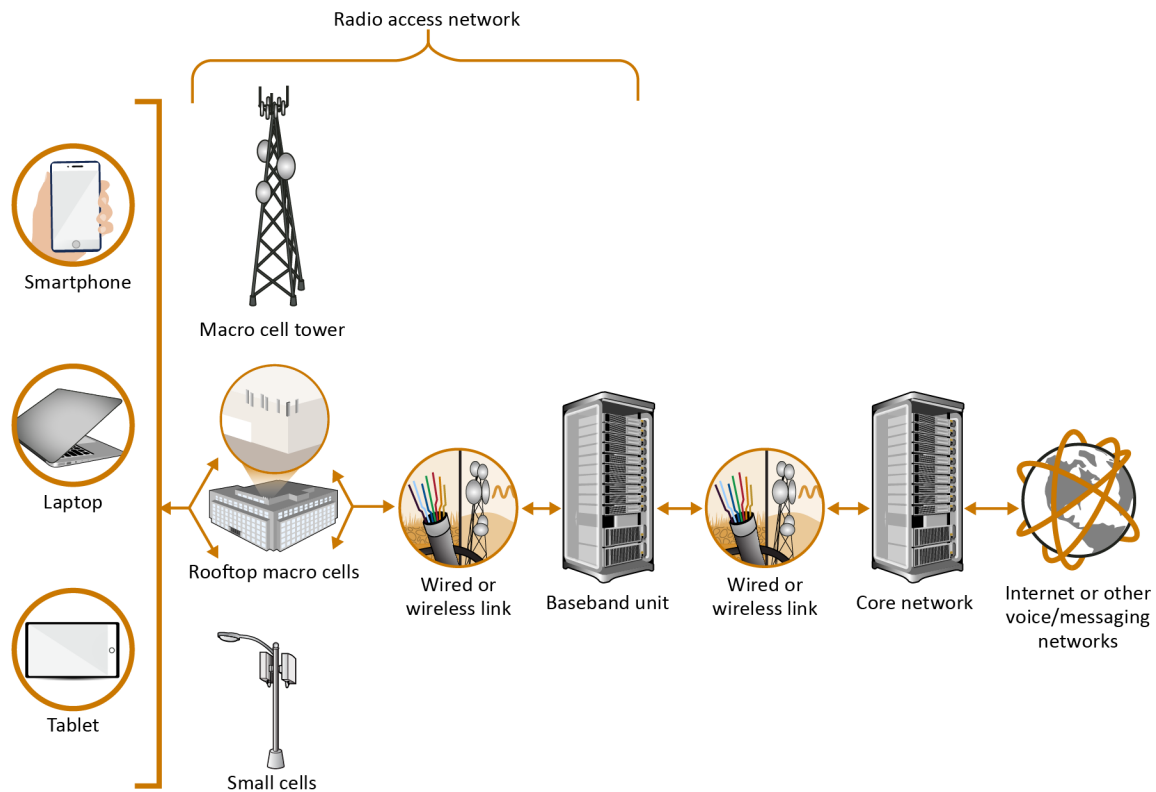 Radio access network
Smartphone
Macro cell tower
Laptop
Rooftop macro cells
Wired or
wireless link
Baseband unit
Wired or
wireless link
Core network
Internet or other
voice/messaging
networks
Tablet
Small cells